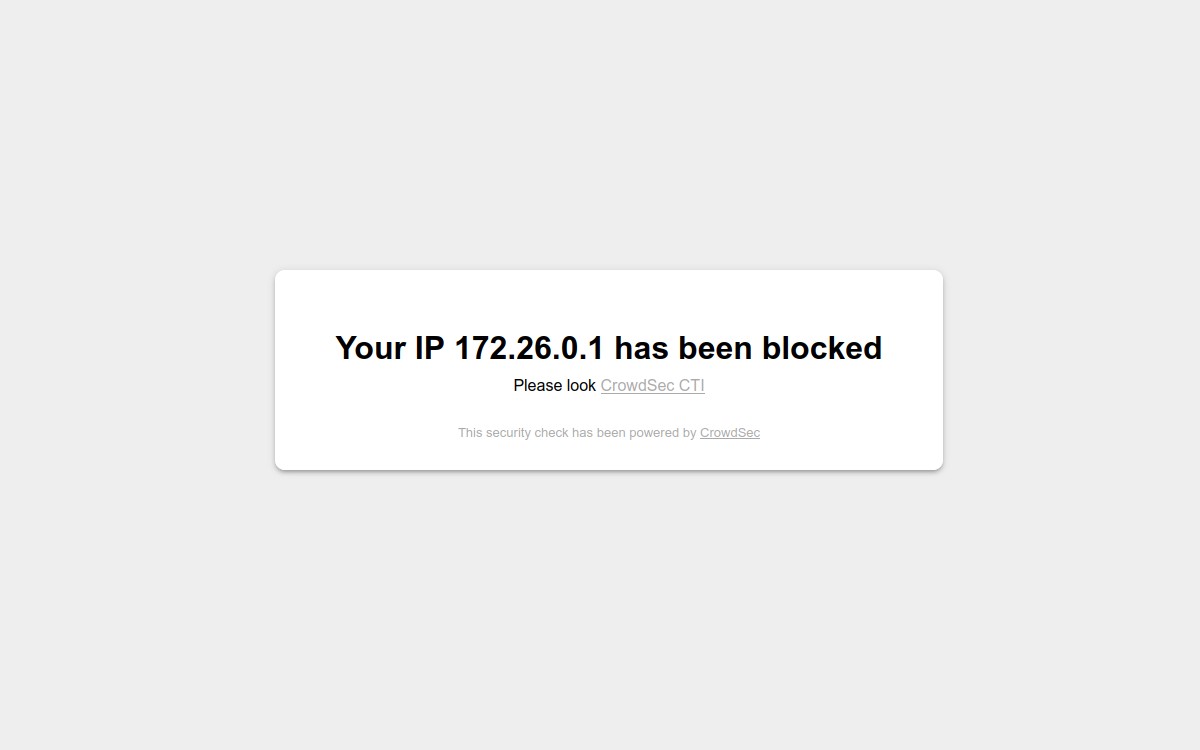 Your IP 172.26.0.1 has been blocked
Please look CrowdSec CTI
This security check has been powered by CrowdSec